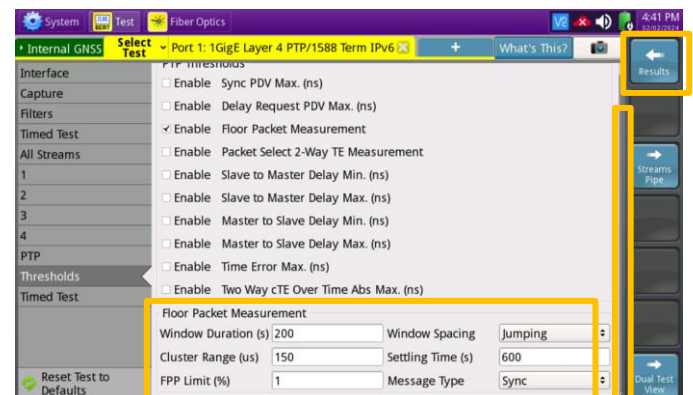 System Test Fiber Optics V2 4:41 PM
02/02/2024
Internal GNSS Select Test Port 1: 1GigE Layer 4 PTP/1588 Term IPv6 + What's This?
Results
Interface
Capture
Filters
Timed Test
All Streams
1
2
3
4
PTP
Thresholds
Timed Test
Reset Test to
Defaults
PTP Thresholds
Enable Sync PDV Max. (ns)
Enable Delay Request PDV Max. (ns)
Enable Floor Packet Measurement
Enable Packet Select 2-Way TE Measurement
Enable Slave to Master Delay Min. (ns)
Enable Slave to Master Delay Max. (ns)
Enable Master to Slave Delay Min. (ns)
Enable Master to Slave Delay Max. (ns)
Enable Time Error Max. (ns)
Enable Two Way cTE Over Time Abs Max. (ns)
Floor Packet Measurement
Window Duration (s) 200 Window Spacing Jumping
Cluster Range (us) 150 Settling Time (s) 600
FPP Limit (%) 1 Message Type Sync
Streams
Pipe
Dual Test
View